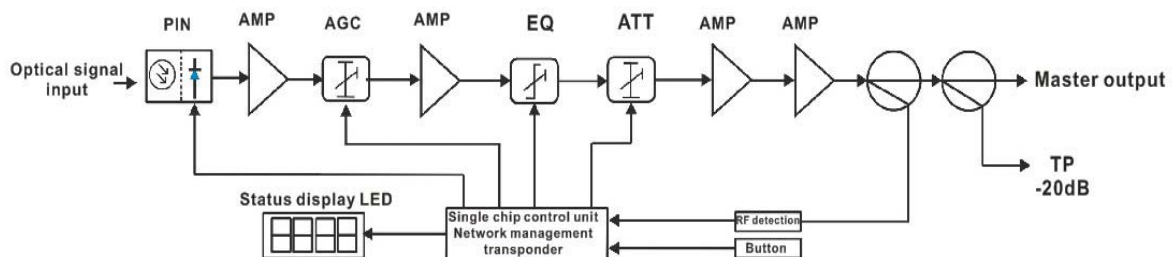 PIN
AMP
AGC
AMP
EQ
ATT
AMP
AMP
Optical signal
input
Master output
TP
-20dB
Status display LED
Single chip control unit
Network management
transponder
RF detection
Button